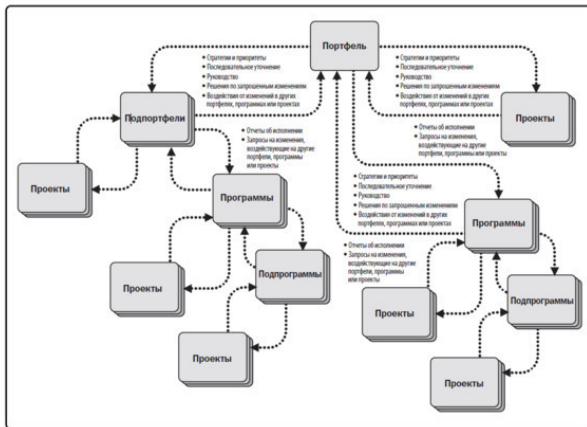 Портфель
• Стратегии и приоритеты
• Последовательное уточнение
• Руководство
• Решения по запрошенным изменениям
• Воздействия от изменений в других
портфелях, программах или проектах
• Стратегии и приоритеты
• Последовательное уточнение
• Руководство
• Решения по запрошенным изменениям
• Воздействия от изменений в других
портфелях, программах или проектах
Подпортфели
Проекты
• Отчеты об исполнении
• Запросы на изменения,
воздействующие на другие
портфели, программы
или проекты
• Отчеты об исполнении
• Запросы на изменения,
воздействующие на другие
портфели, программы или проекты
Проекты
Программы
• Стратегии и приоритеты
• Последовательное уточнение
• Руководство
• Решения по запрошенным изменениям
• Воздействия от изменений в других
портфелях, программах или проектах
Программы
• Отчеты об исполнении
• Запросы на изменения,
воздействующие на другие
портфели, программы
или проекты
Проекты
Подпрограммы
Проекты
Подпрограммы
Проекты
Проекты